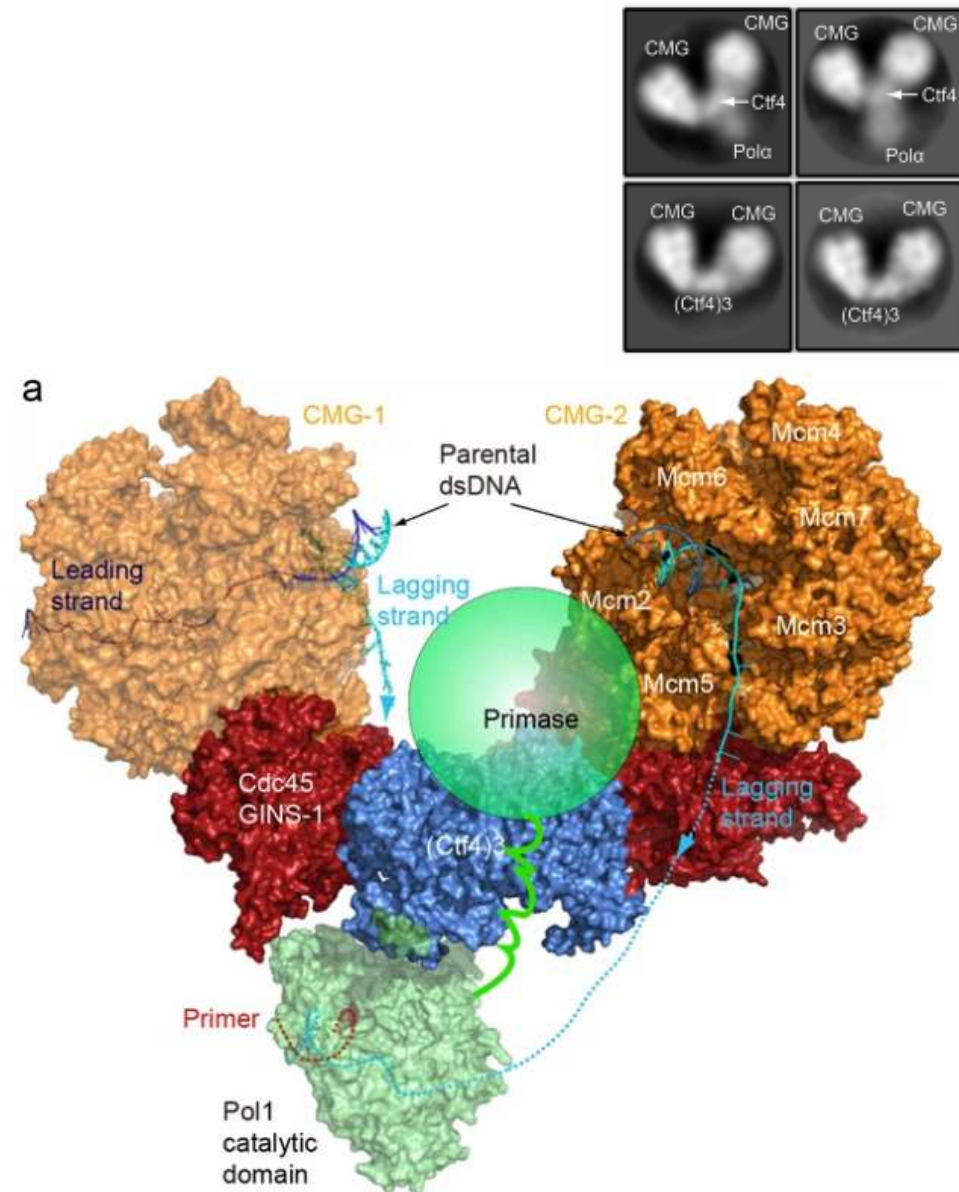 CMG
CMG
Ctf4
Polα
CMG
CMG
Ctf4
Polα
CMG
CMG
(Ctf4)3
CMG
CMG
(Ctf4)3
a
CMG-1
CMG-2
Parental
dsDNA
Mcm4
Mcm6
Mcm7
Leading
strand
Lagging
strand
Mcm2
Mcm3
Mcm5
Primase
Cdc45
GINS-1
(Ctf4)3
Lagging
strand
Primer
Pol1
catalytic
domain